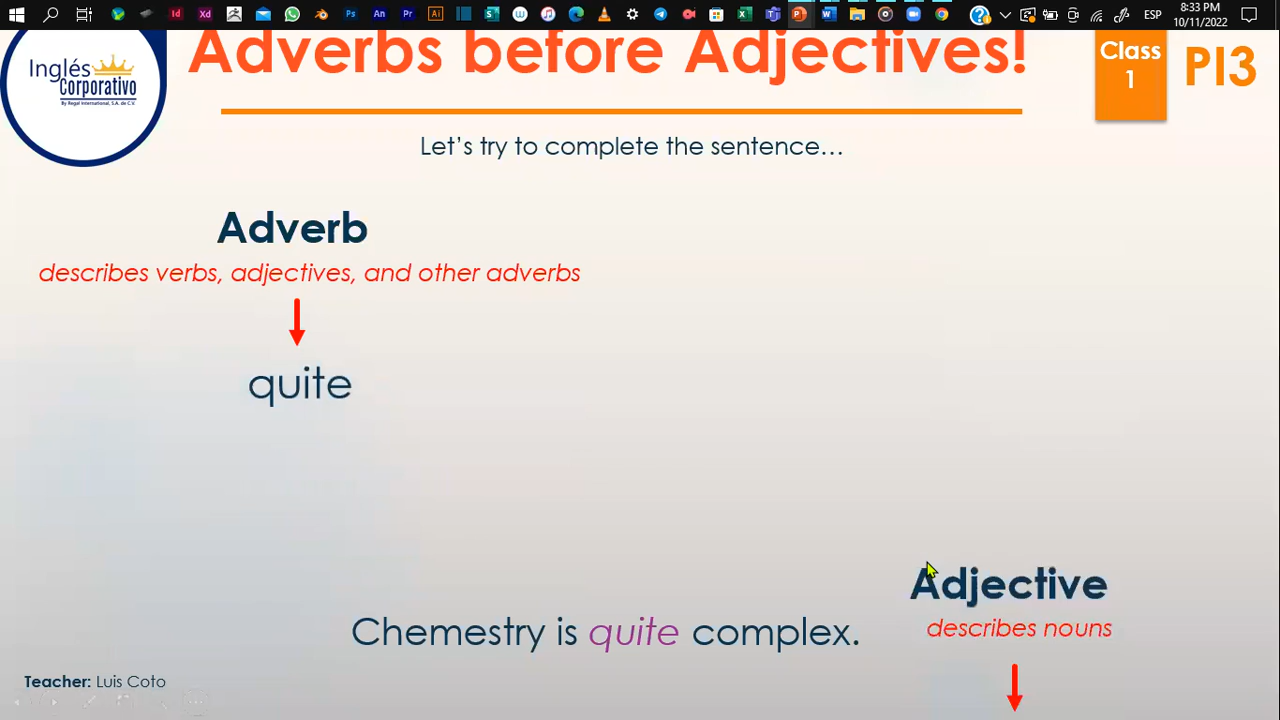 8:33 PM
ESP
10/11/2022
Adverbs before Adjectives!
Class
1
PI3
Inglés
Corporativo
By Regal International, S.A. de C.V.
Let's try to complete the sentence...
Adverb
describes verbs, adjectives, and other adverbs
quite
Adjective
describes nouns
Chemestry is quite complex.
Teacher: Luis Coto